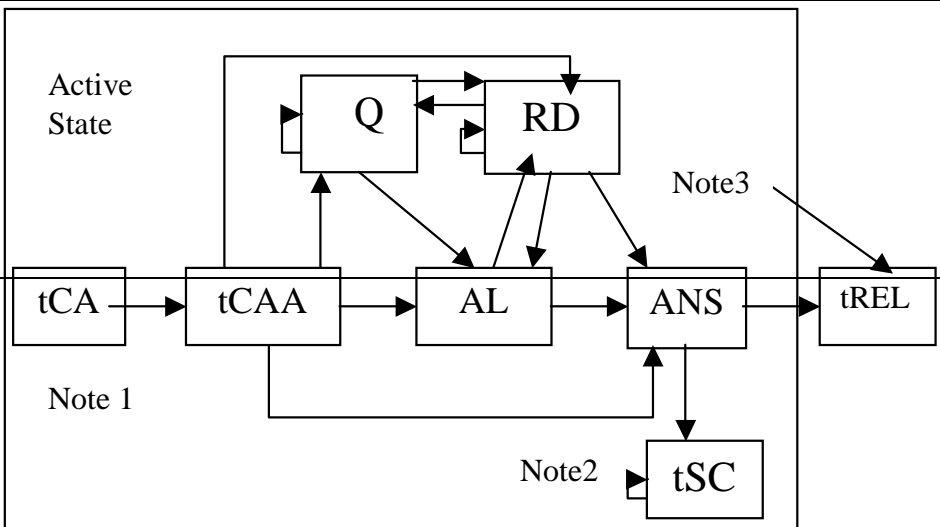 Active
State
Q
RD
Note3
tCA
tCAA
AL
ANS
tREL
Note 1
Note2
tSC